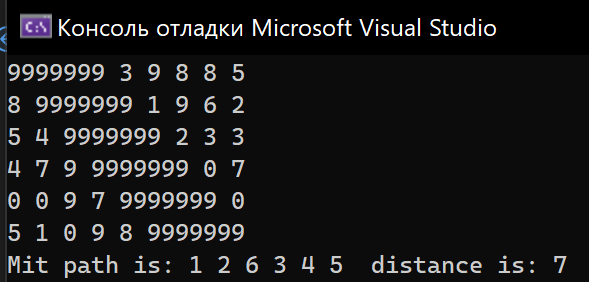 Консоль отладки Microsoft Visual Studio
9999999 3 9 8 8 5
8 9999999 1 9 6 2
5 4 9999999 2 3 3
4 7 9 9999999 0 7
0 0 9 7 9999999 0
5 1 0 9 8 9999999
Mit path is: 1 2 6 3 4 5  distance is: 7